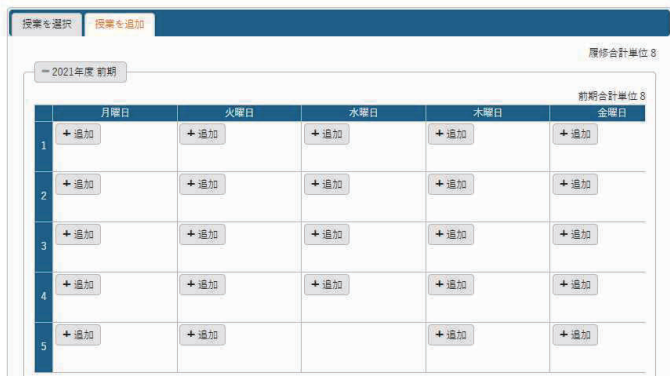 授業を選択 授業を追加
履修合計単位 8
ー 2021年度 前期
前期合計単位 8
月曜日 火曜日 水曜日 木曜日 金曜日
1 + 追加 + 追加 + 追加 + 追加 + 追加
2 + 追加 + 追加 + 追加 + 追加 + 追加
3 + 追加 + 追加 + 追加 + 追加 + 追加
4 + 追加 + 追加 + 追加 + 追加 + 追加
5 + 追加 + 追加 + 追加 + 追加